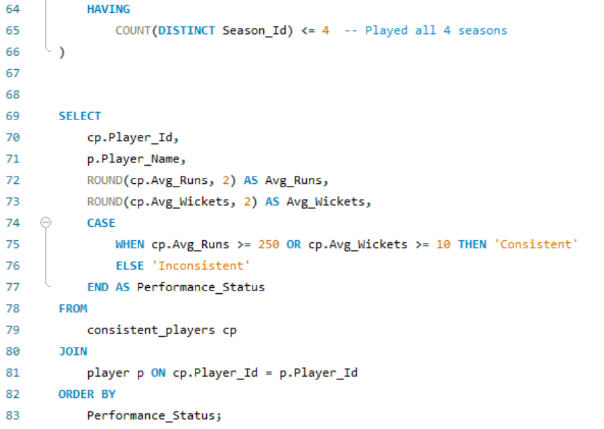 64 HAVING
65 COUNT(DISTINCT Season_Id) <= 4 -- Played all 4 seasons
66 )
67
68
69 SELECT
70 cp.Player_Id,
71 p.Player_Name,
72 ROUND(cp.Avg_Runs, 2) AS Avg_Runs,
73 ROUND(cp.Avg_Wickets, 2) AS Avg_Wickets,
74 CASE
75 WHEN cp.Avg_Runs >= 250 OR cp.Avg_Wickets >= 10 THEN 'Consistent'
76 ELSE 'Inconsistent'
77 END AS Performance_Status
78 FROM
79 consistent_players cp
80 JOIN
81 player p ON cp.Player_Id = p.Player_Id
82 ORDER BY
83 Performance_Status;